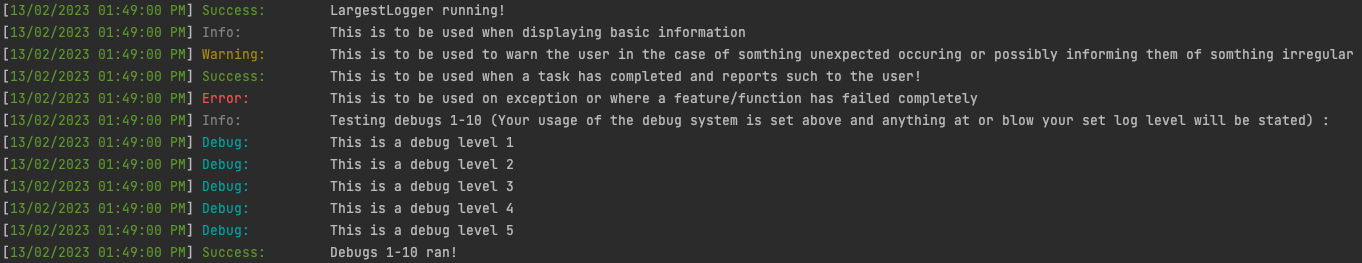 [13/02/2023 01:49:00 PM] Success: LargestLogger running!
[13/02/2023 01:49:00 PM] Info: This is to be used when displaying basic information
[13/02/2023 01:49:00 PM] Warning: This is to be used to warn the user in the case of somthing unexpected occuring or possibly informing them of somthing irregular
[13/02/2023 01:49:00 PM] Success: This is to be used when a task has completed and reports such to the user!
[13/02/2023 01:49:00 PM] Error: This is to be used on exception or where a feature/function has failed completely
[13/02/2023 01:49:00 PM] Info: Testing debugs 1-10 (Your usage of the debug system is set above and anything at or blow your set log level will be stated) :
[13/02/2023 01:49:00 PM] Debug: This is a debug level 1
[13/02/2023 01:49:00 PM] Debug: This is a debug level 2
[13/02/2023 01:49:00 PM] Debug: This is a debug level 3
[13/02/2023 01:49:00 PM] Debug: This is a debug level 4
[13/02/2023 01:49:00 PM] Debug: This is a debug level 5
[13/02/2023 01:49:00 PM] Success: Debugs 1-10 ran!